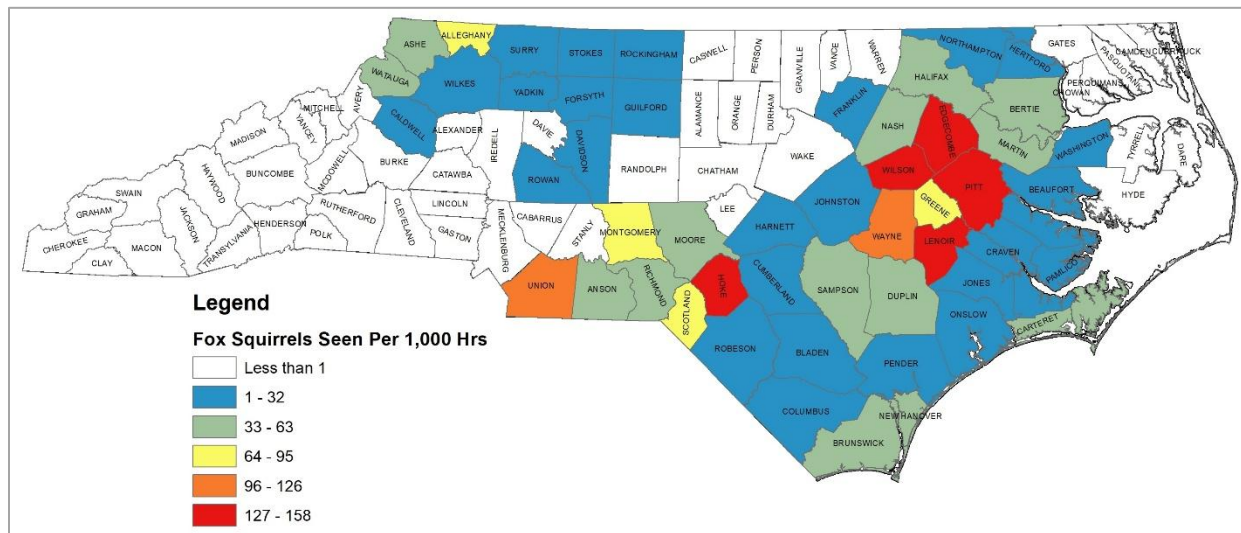 ALLEGHANY
ASHE
SURRY
STOKES
ROCKINGHAM
CASWELL
PERSON
GRANVILLE
VANCE
WARREN
NORTHAMPTON
HERTFORD
GATES
CAMDEN
CURRITUCK
PASQUOTANK
PERQUIMANS
CHOWAN
HALIFAX
BERTIE
WATAUGA
WILKES
YADKIN
FORSYTH
GUILFORD
ALAMANCE
ORANGE
DURHAM
FRANKLIN
NASH
EDGECOMBE
MARTIN
WASHINGTON
TYRRELL
DARE
AVERY
MITCHELL
YANCEY
MADISON
CALDWELL
ALEXANDER
IREDELL
DAVIE
DAVIDSON
RANDOLPH
CHATHAM
WAKE
WILSON
PITT
BEAUFORT
HYDE
HAYWOOD
BUNCOMBE
MCDOWELL
BURKE
CATAWBA
ROWAN
SWAIN
GRAHAM
JACKSON
HENDERSON
RUTHERFORD
CLEVELAND
LINCOLN
GASTON
CABARRUS
STANLY
MONTGOMERY
MOORE
LEE
HARNETT
JOHNSTON
WAYNE
GREENE
LENOIR
CRAVEN
PAMLICO
CHEROKEE
CLAY
MACON
TRANSYLVANIA
POLK
MECKLENBURG
UNION
ANSON
RICHMOND
SCOTLAND
HOKE
CUMBERLAND
SAMPSON
DUPLIN
JONES
ONSLOW
CARTERET
ROBESON
BLADEN
PENDER
COLUMBUS
NEW HANOVER
BRUNSWICK
Legend
Fox Squirrels Seen Per 1,000 Hrs
Less than 1
1 - 32
33 - 63
64 - 95
96 - 126
127 - 158